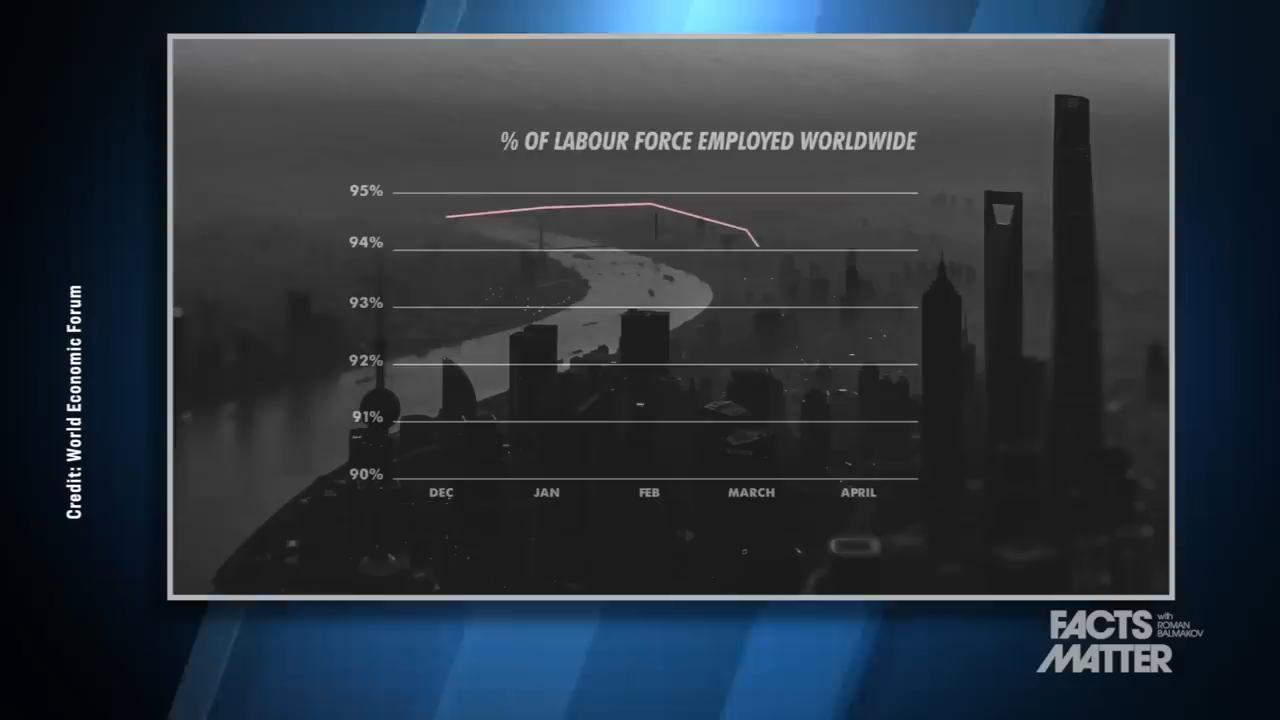 % OF LABOUR FORCE EMPLOYED WORLDWIDE
95%
94%
93%
92%
91%
90%
DEC
JAN
FEB
MARCH
APRIL
Credit: World Economic Forum
FACTS with ROMAN BALMAKOV
MATTER